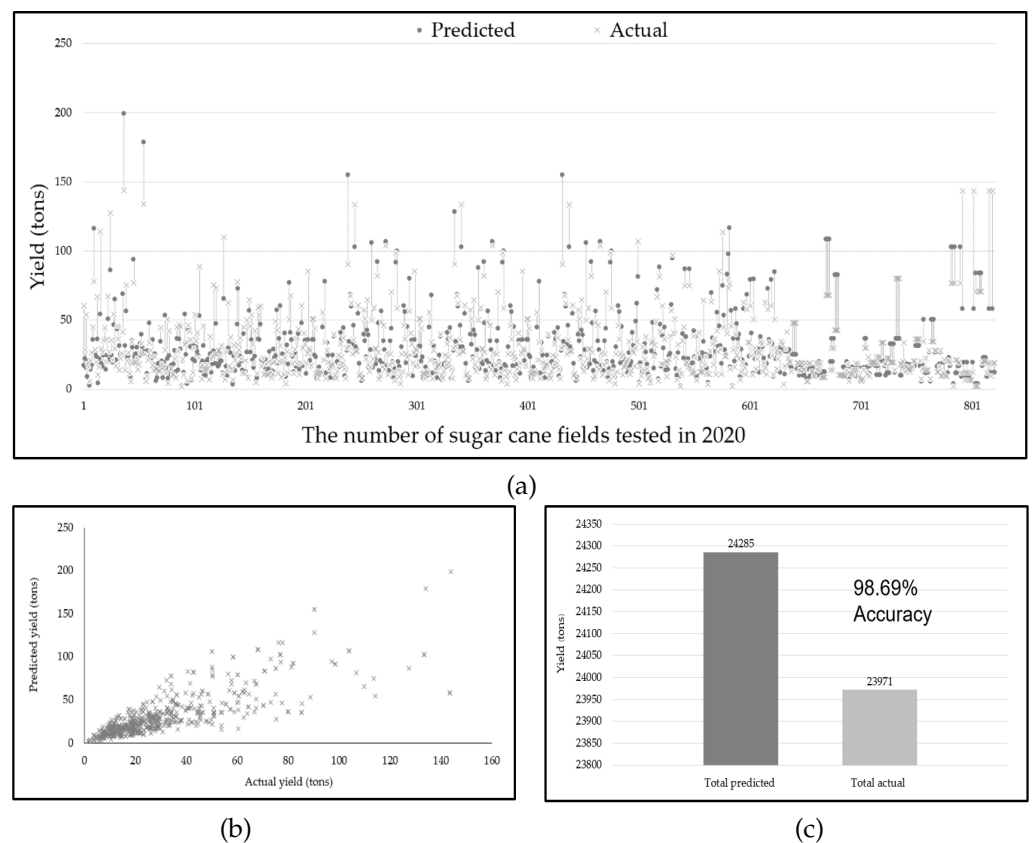 ● Predicted × Actual
250
200
150
100
50
0
Yield (tons)
1 101 201 301 401 501 601 701 801
The number of sugar cane fields tested in 2020
(a)
250
200
150
100
50
0
Predicted yield (tons)
0 20 40 60 80 100 120 140 160
Actual yield (tons)
(b)
24350
24300
24250
24200
24150
24100
24050
24000
23950
23900
23850
23800
Yield (tons)
24285
98.69%
Accuracy
23971
Total predicted Total actual
(c)